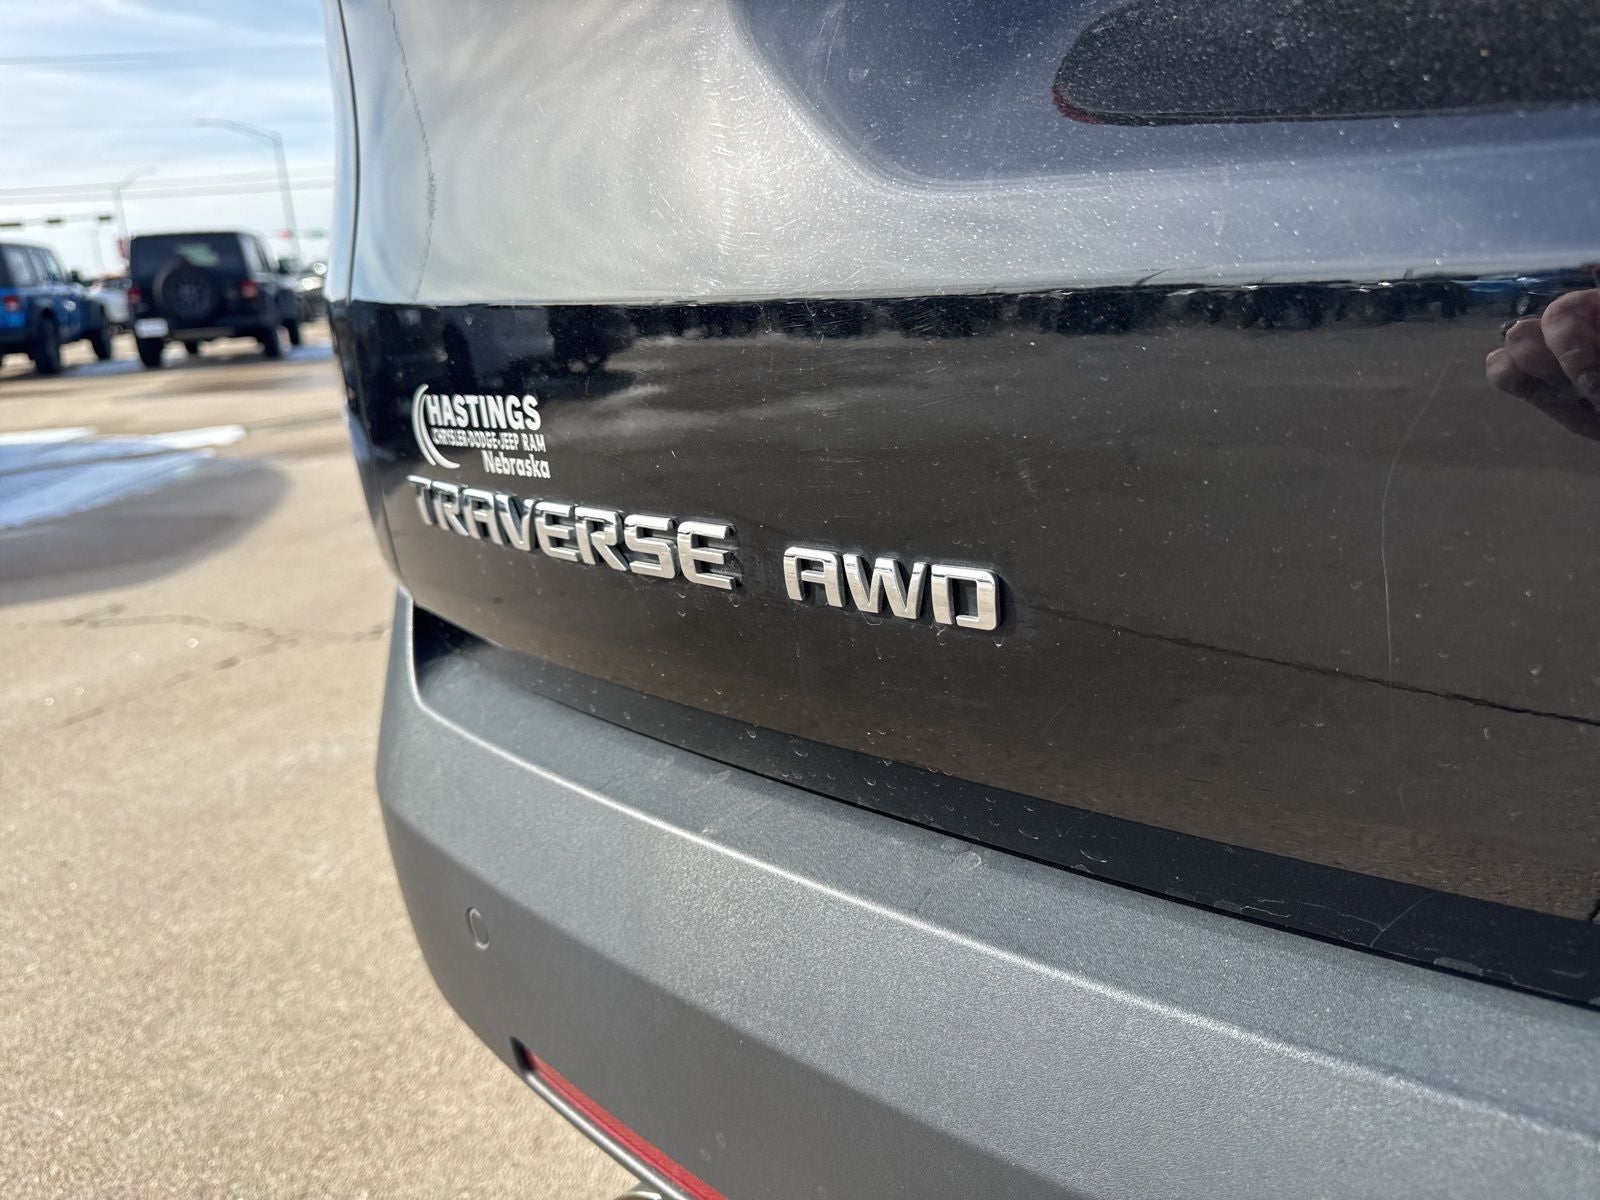 HASTINGS
CHRYSLER-DODGE-JEEP RAM
Nebraska
TRAVERSE AWD